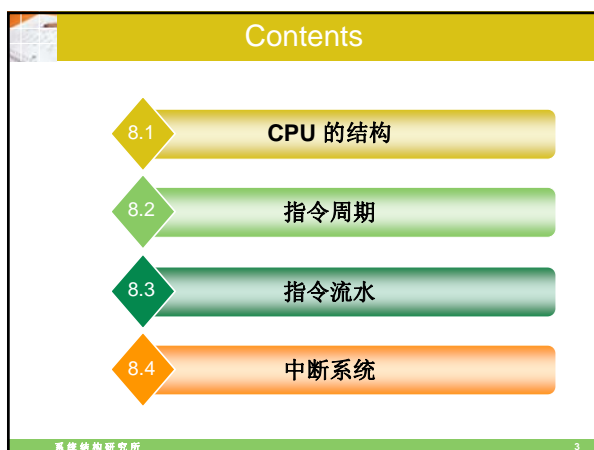 Contents
8.1 CPU 的结构
8.2 指令周期
8.3 指令流水
8.4 中断系统
系统结构研究所 3